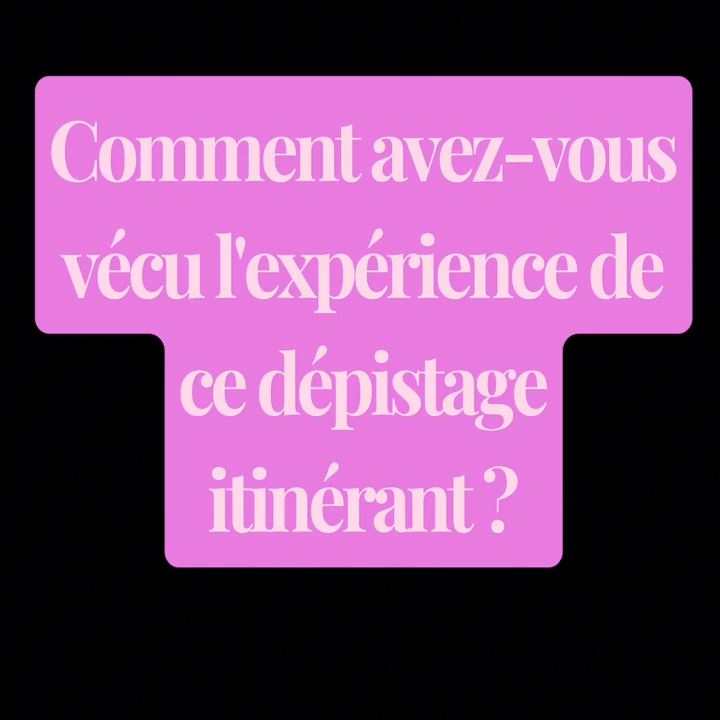 Comment avez-vous
vécu l'expérience de
ce dépistage
itinérant ?